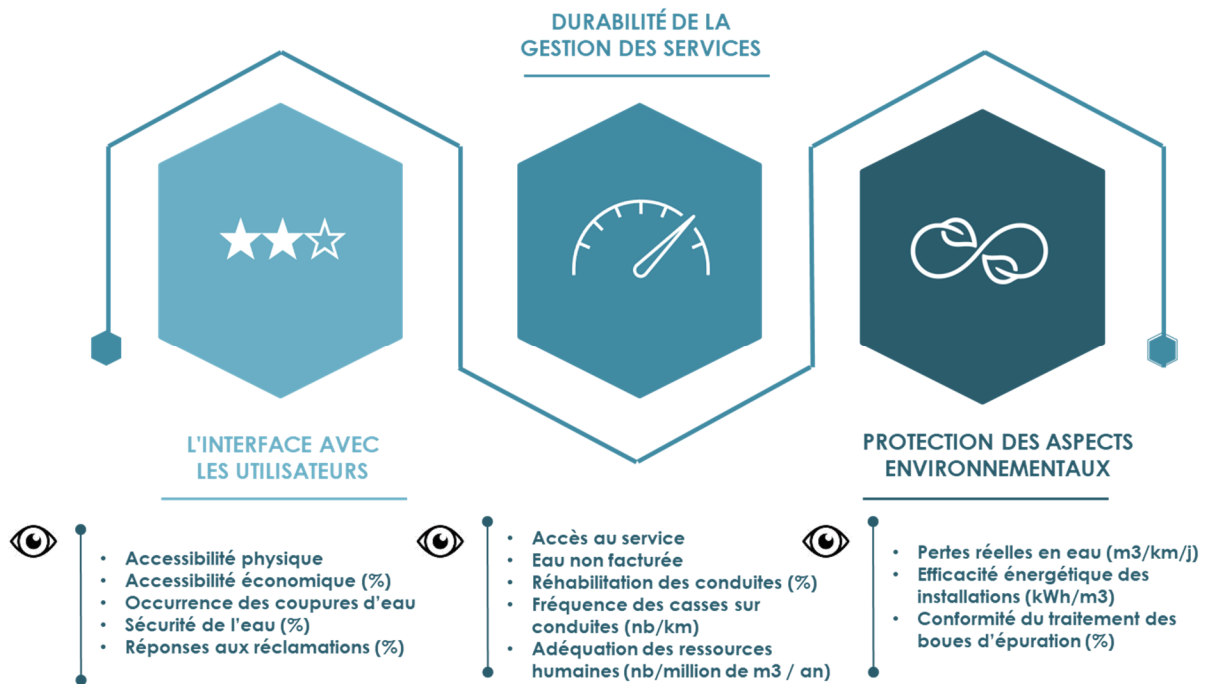 DURABILITÉ DE LA
GESTION DES SERVICES
L'INTERFACE AVEC
LES UTILISATEURS
PROTECTION DES ASPECTS
ENVIRONNEMENTAUX
• Accessibilité physique
• Accessibilité économique (%)
• Occurrence des coupures d'eau
• Sécurité de l'eau (%)
• Réponses aux réclamations (%)
• Accès au service
• Eau non facturée
• Réhabilitation des conduites (%)
• Fréquence des casses sur
conduites (nb/km)
• Adéquation des ressources
humaines (nb/million de m3 / an)
• Pertes réelles en eau (m3/km/j)
• Efficacité énergétique des
installations (kWh/m3)
• Conformité du traitement des
boues d'épuration (%)